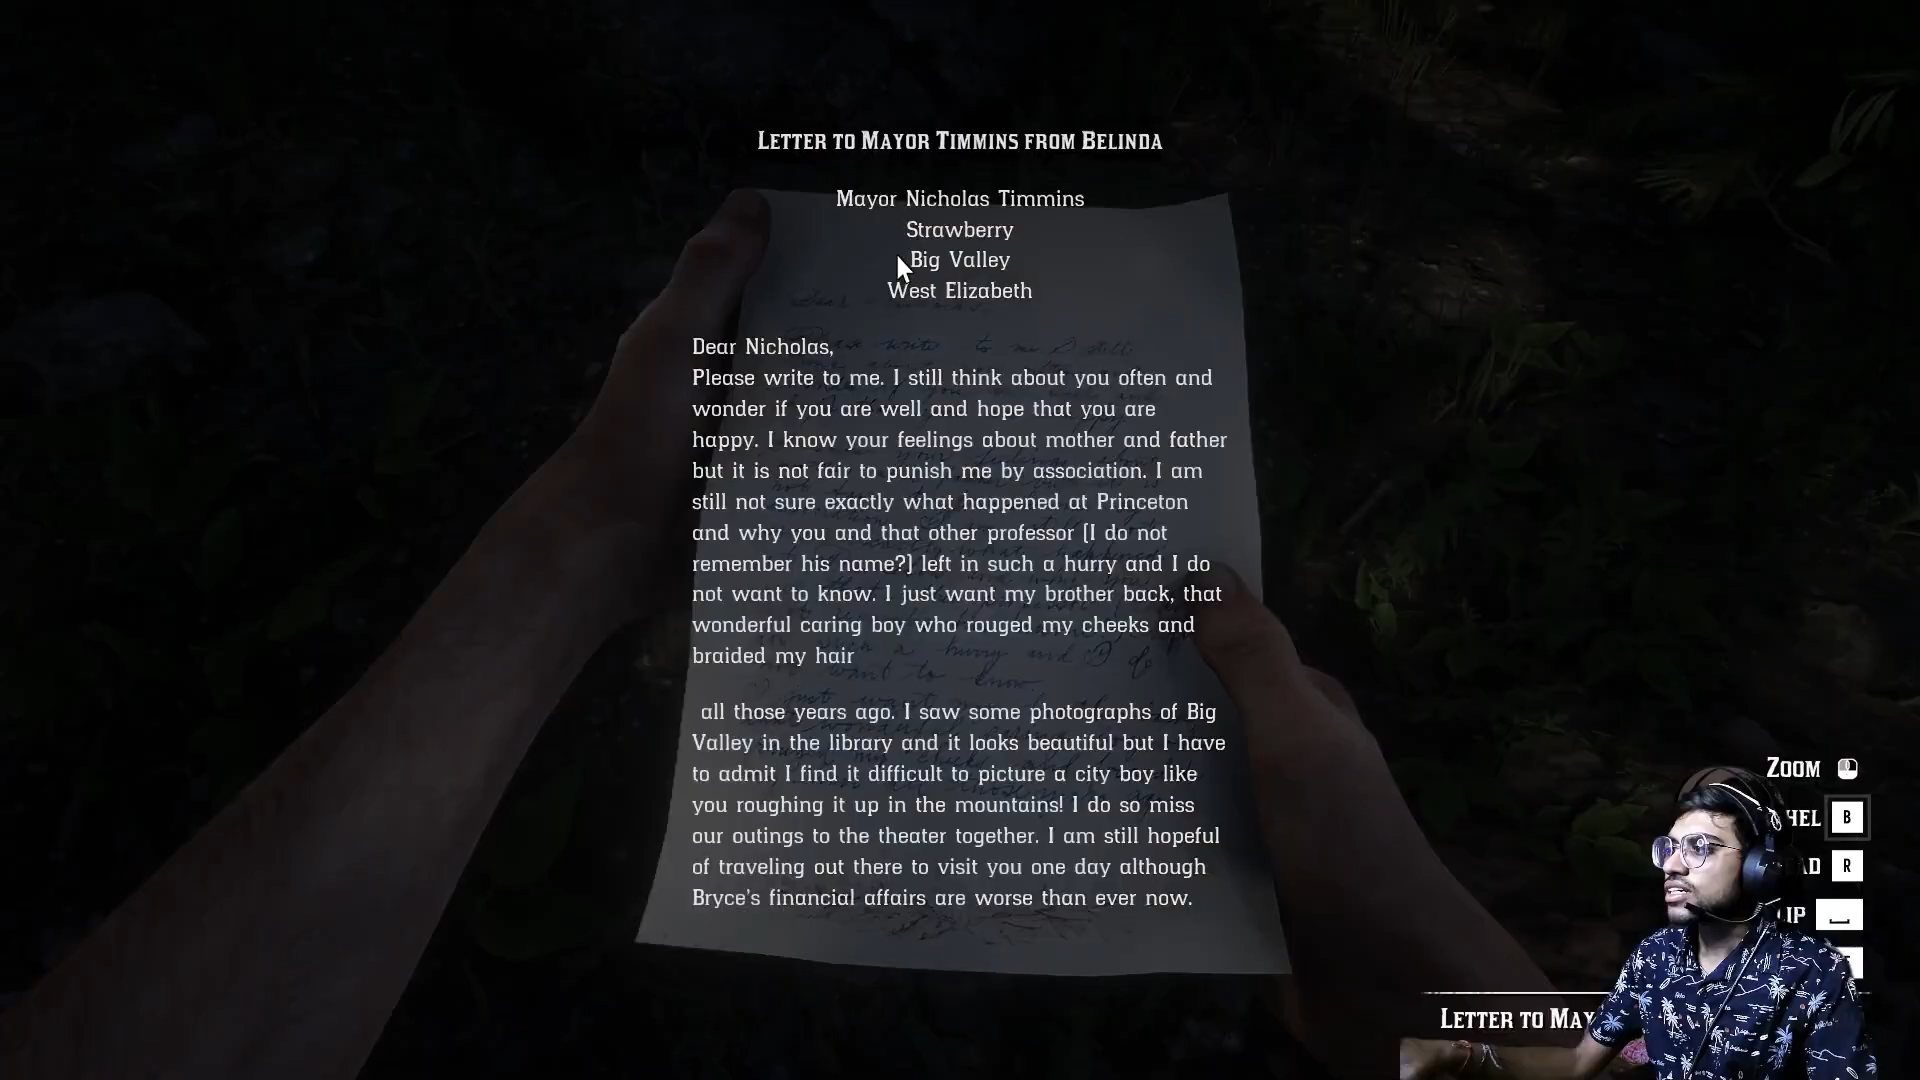 LETTER TO MAYOR TIMMINS FROM BELINDA
Mayor Nicholas Timmins
Strawberry
Big Valley
West Elizabeth
Dear Nicholas,
Please write to me. I still think about you often and
wonder if you are well and hope that you are
happy. I know your feelings about mother and father
but it is not fair to punish me by association. I am
still not sure exactly what happened at Princeton
and why you and that other professor (I do not
remember his name?) left in such a hurry and I do
not want to know. I just want my brother back, that
wonderful caring boy who rouged my cheeks and
braided my hair
all those years ago. I saw some photographs of Big
Valley in the library and it looks beautiful but I have
to admit I find it difficult to picture a city boy like
you roughing it up in the mountains! I do so miss
our outings to the theater together. I am still hopeful
of traveling out there to visit you one day although
Bryce's financial affairs are worse than ever now.
ZOOM
B
R
LETTER TO MAY